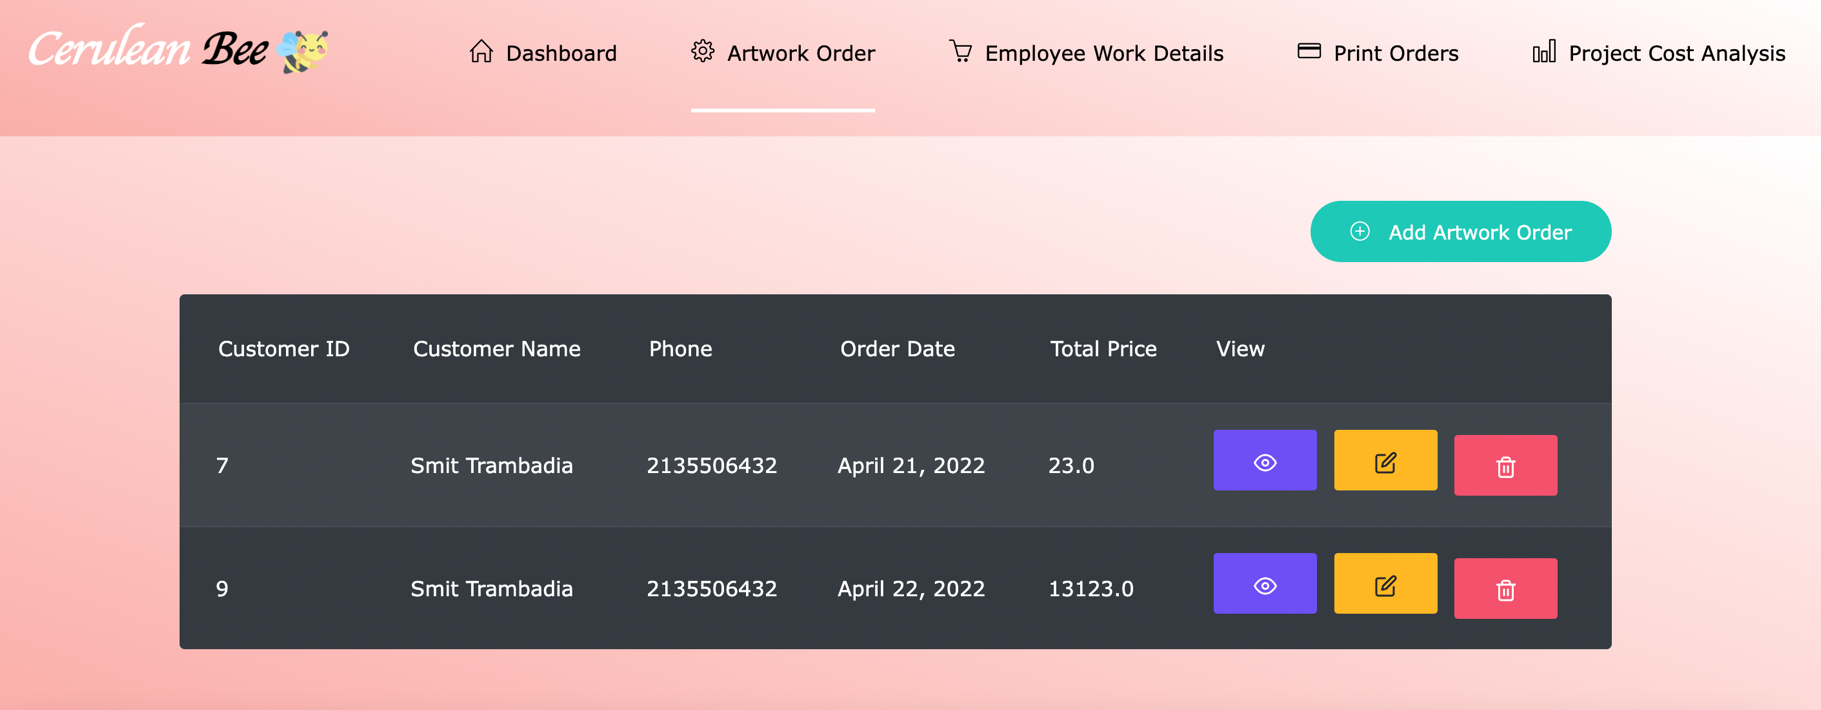 Cerulean Bee
Dashboard
Artwork Order
Employee Work Details
Print Orders
Project Cost Analysis
Add Artwork Order
Customer ID Customer Name Phone Order Date Total Price View
7 Smit Trambadia 2135506432 April 21, 2022 23.0
9 Smit Trambadia 2135506432 April 22, 2022 13123.0